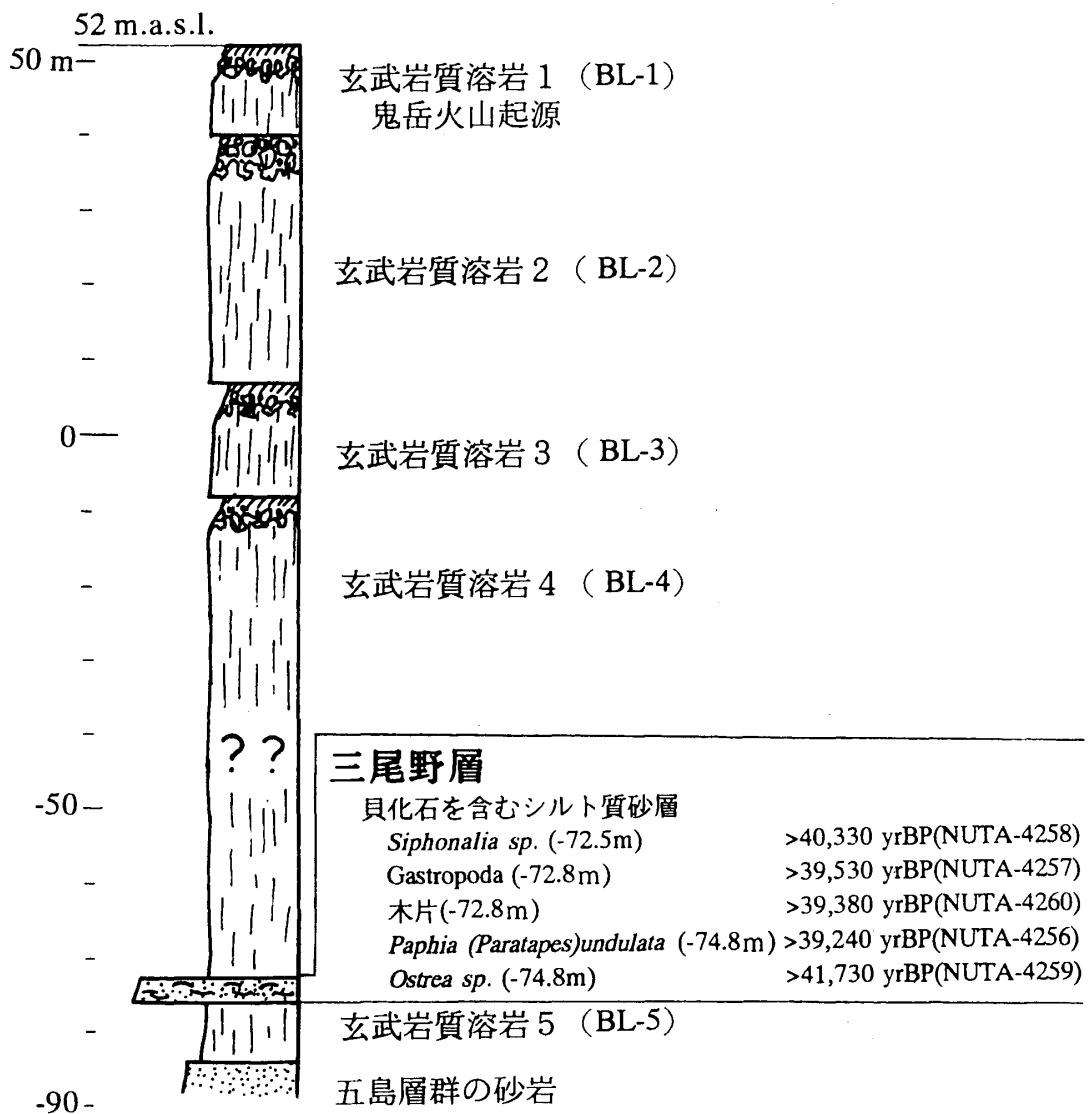 52 m.a.s.l.
50 m
玄武岩質溶岩1 (BL-1)
鬼岳火山起源
玄武岩質溶岩2 (BL-2)
0
玄武岩質溶岩3 (BL-3)
玄武岩質溶岩4 (BL-4)
? ?
三尾野層
-50
貝化石を含むシルト質砂層
Siphonalia sp. (-72.5m) >40,330 yrBP(NUTA-4258)
Gastropoda (-72.8m) >39,530 yrBP(NUTA-4257)
木片(-72.8m) >39,380 yrBP(NUTA-4260)
Paphia (Paratapes)undulata (-74.8m) >39,240 yrBP(NUTA-4256)
Ostrea sp. (-74.8m) >41,730 yrBP(NUTA-4259)
玄武岩質溶岩5 (BL-5)
五島層群の砂岩
-90